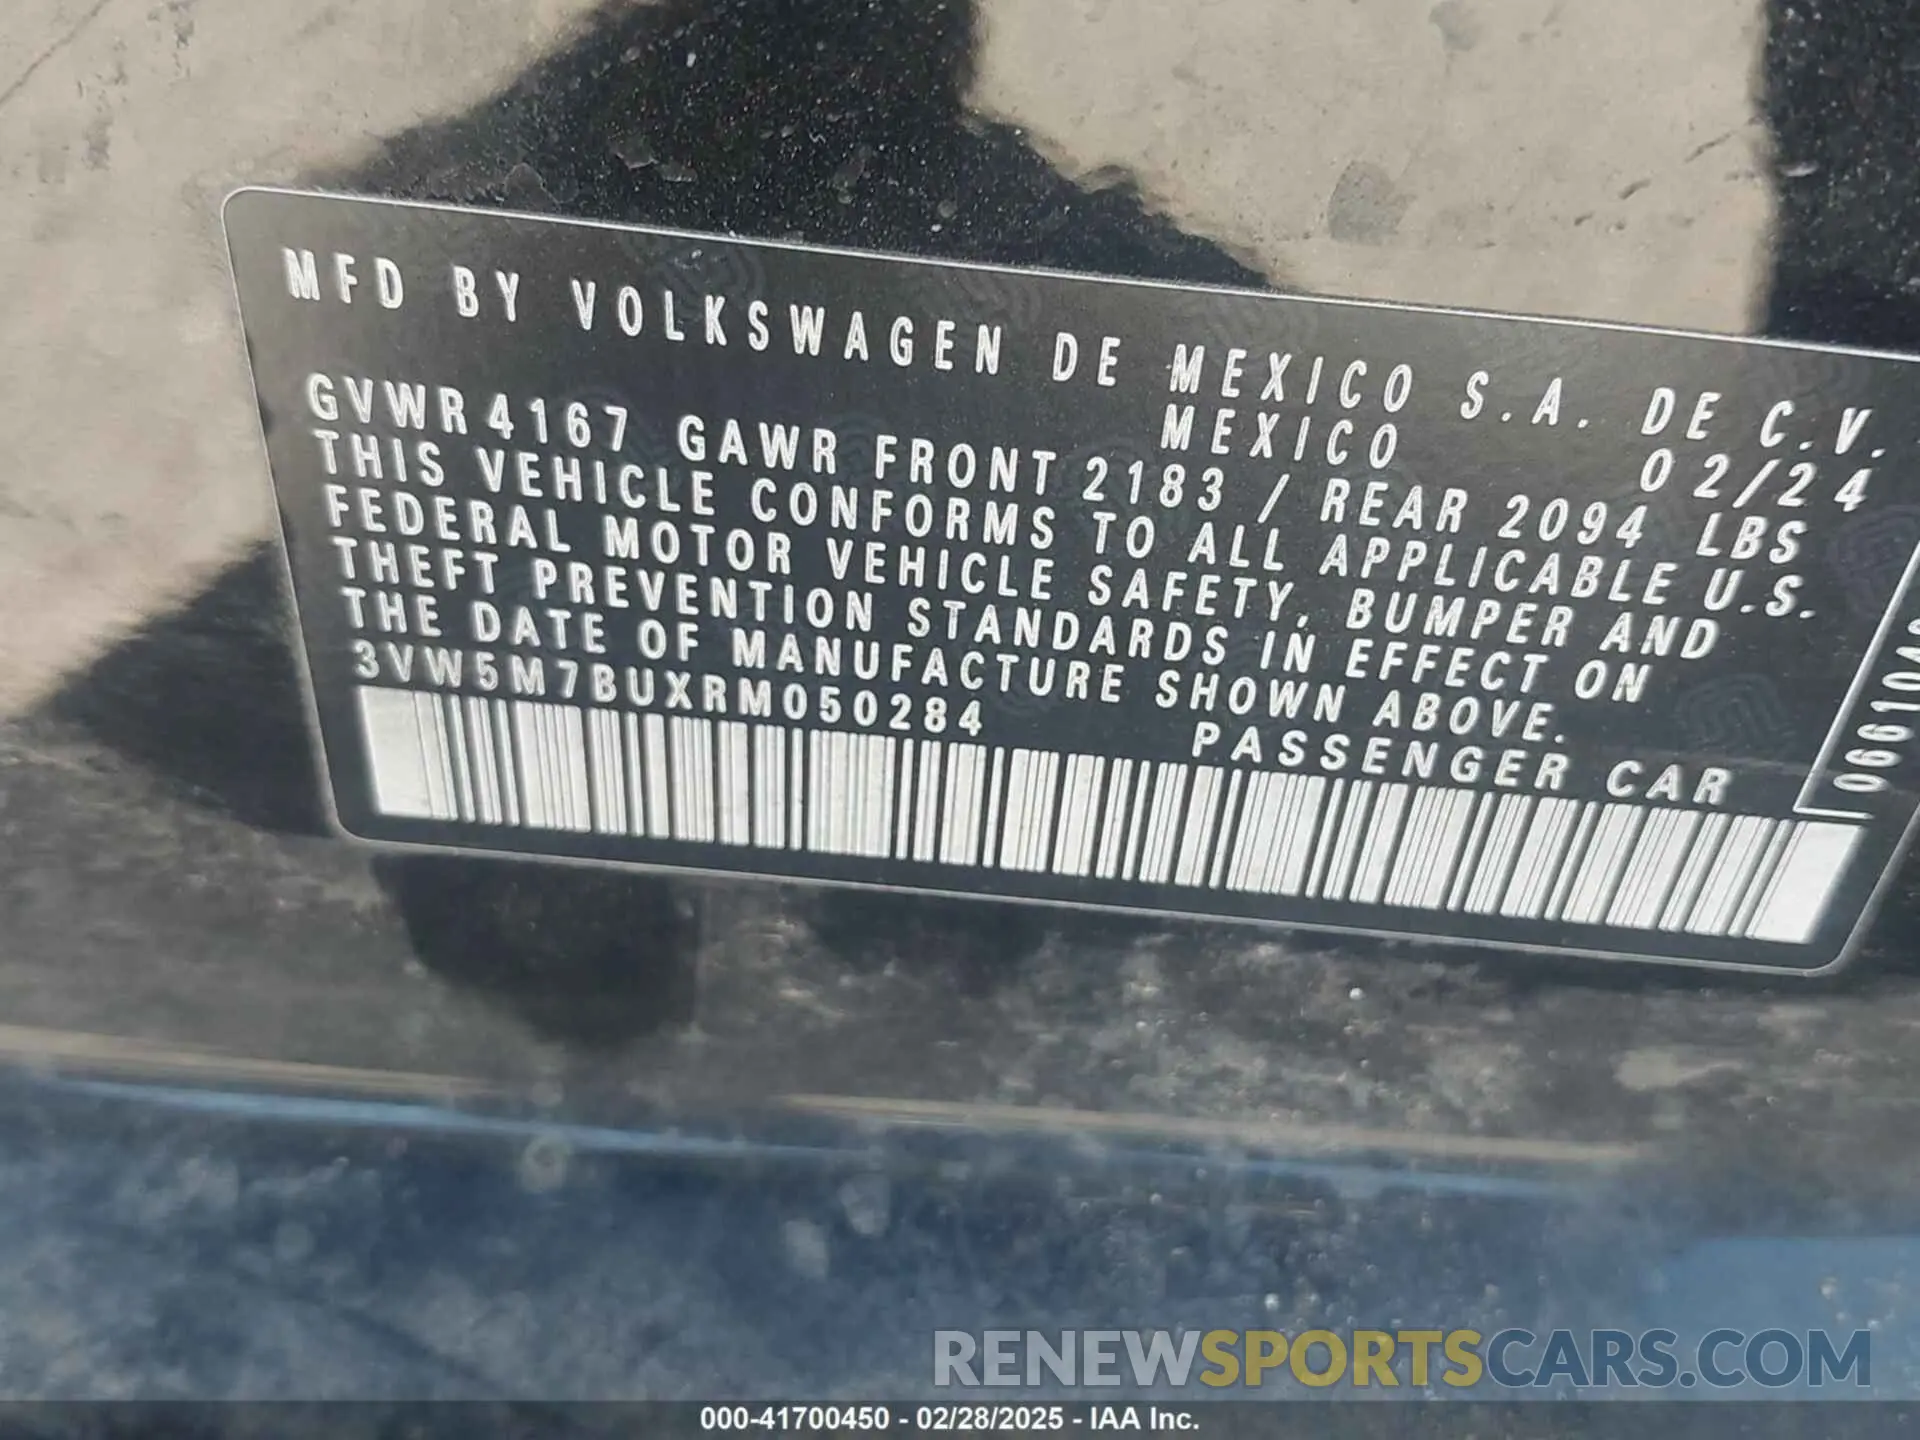 MFD BY VOLKSWAGEN DE MEXICO S.A. DE C.V.
MEXICO 02/24
GVWR 4167 GAWR FRONT 2183 / REAR 2094 LBS
THIS VEHICLE CONFORMS TO ALL APPLICABLE U.S.
FEDERAL MOTOR VEHICLE SAFETY, BUMPER AND
THEFT PREVENTION STANDARDS IN EFFECT ON
THE DATE OF MANUFACTURE SHOWN ABOVE.
3VW5M7BUXRM050284 PASSENGER CAR
RENEWSPORTSCARS.COM
000-41700450 - 02/28/2025 - IAA Inc.